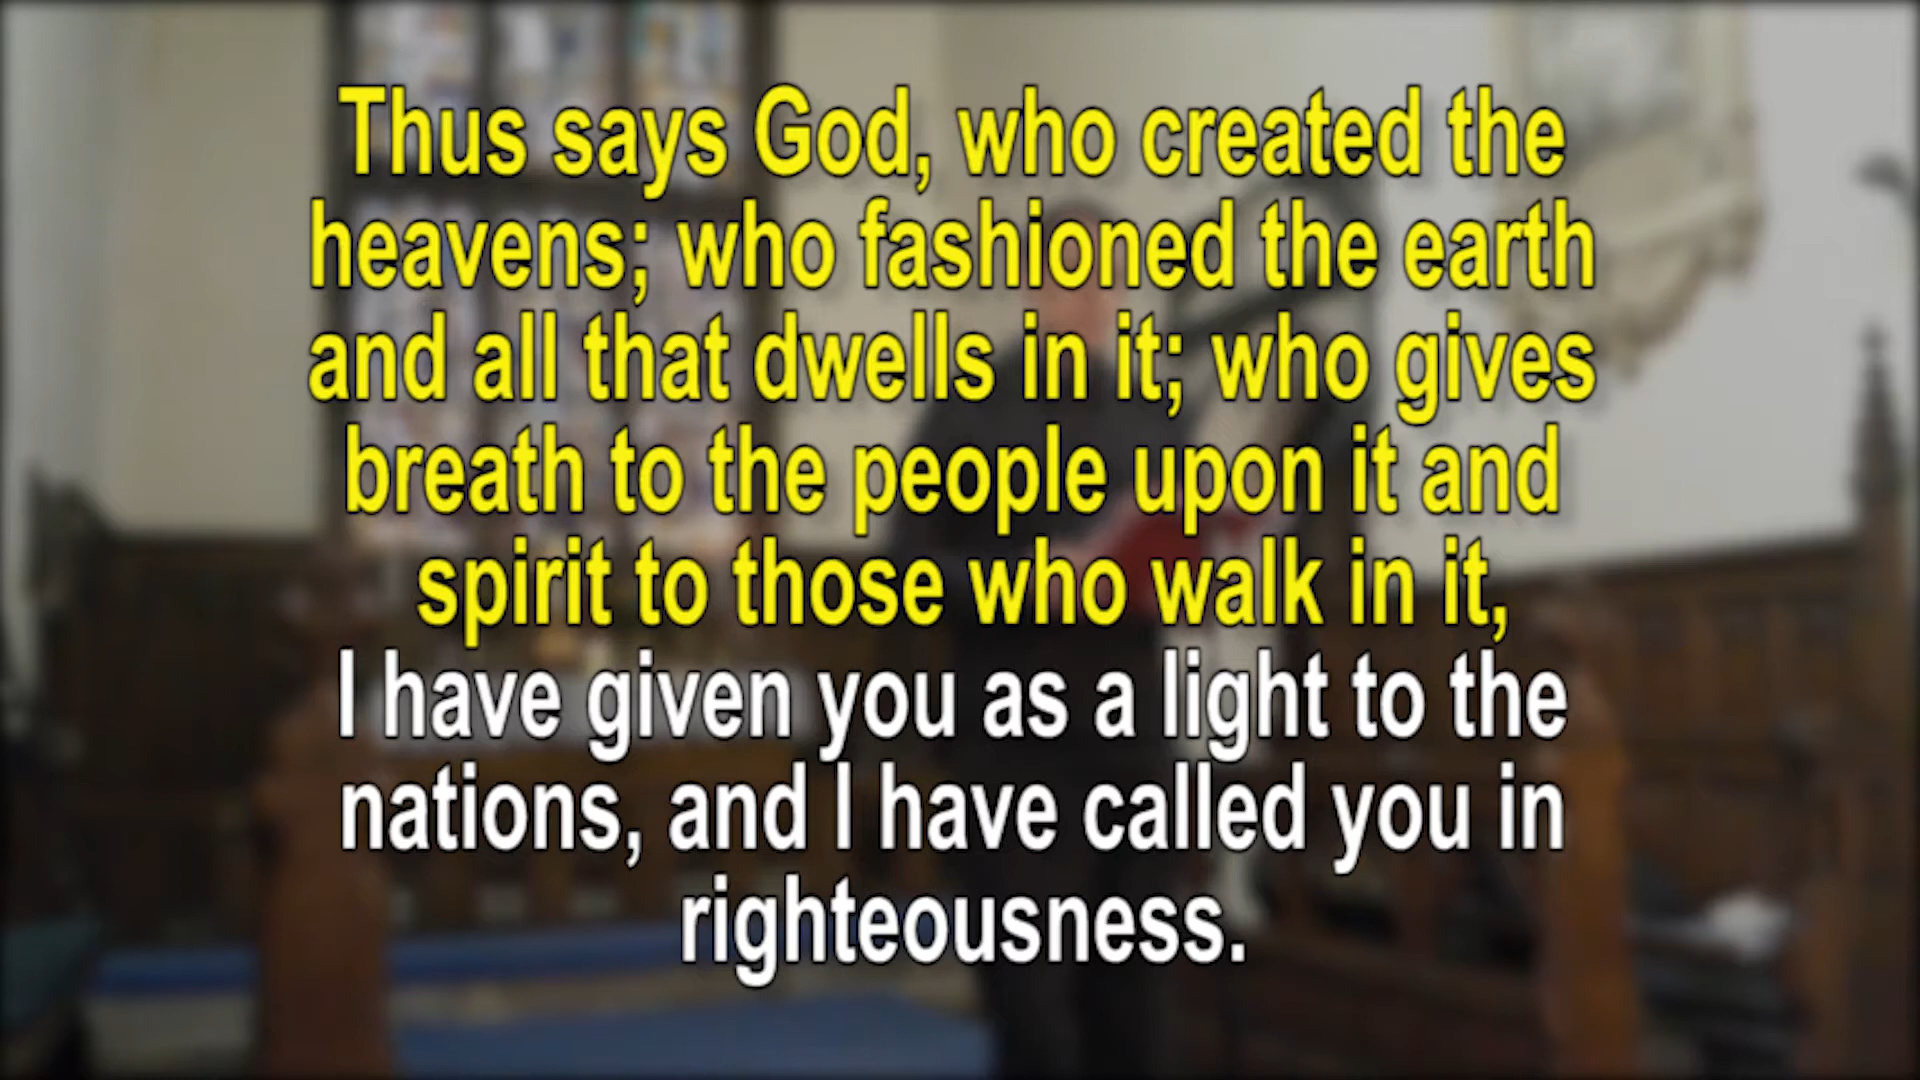 Thus says God, who created the
heavens; who fashioned the earth
and all that dwells in it; who gives
breath to the people upon it and
spirit to those who walk in it,
I have given you as a light to the
nations, and I have called you in
righteousness.